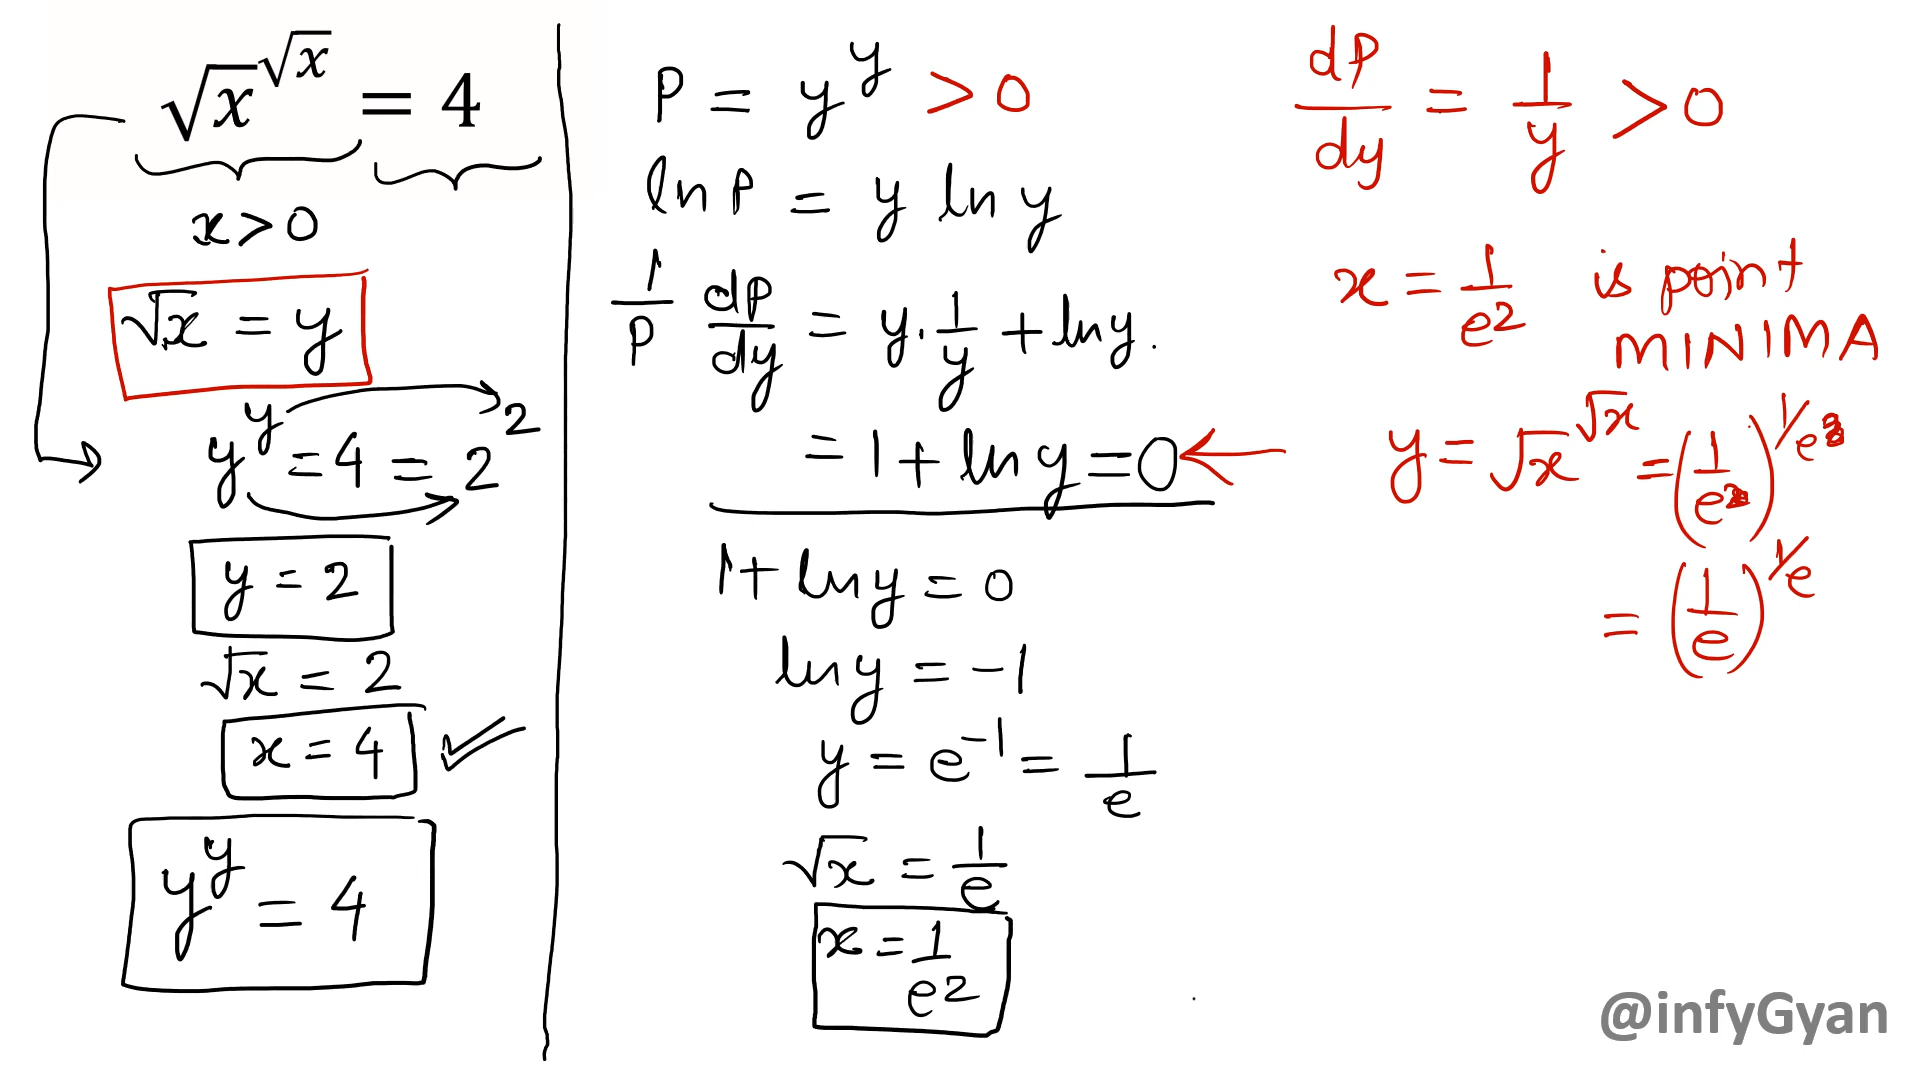 √x^√x = 4
x > 0
√x = y
y^y = 4 = 2^2
y = 2
√x = 2
x = 4 ✓
y^y = 4
P = y^y > 0
ln P = y ln y
1/P dP/dy = y · 1/y + ln y.
= 1 + ln y = 0 ←
1 + ln y = 0
ln y = -1
y = e^-1 = 1/e
√x = 1/e
x = 1/e^2
dP/dy = 1/y > 0
x = 1/e^2 is point
MINIMA
y = √x^√x = (1/e)^1/e
= (1/e)^1/e
@infyGyan